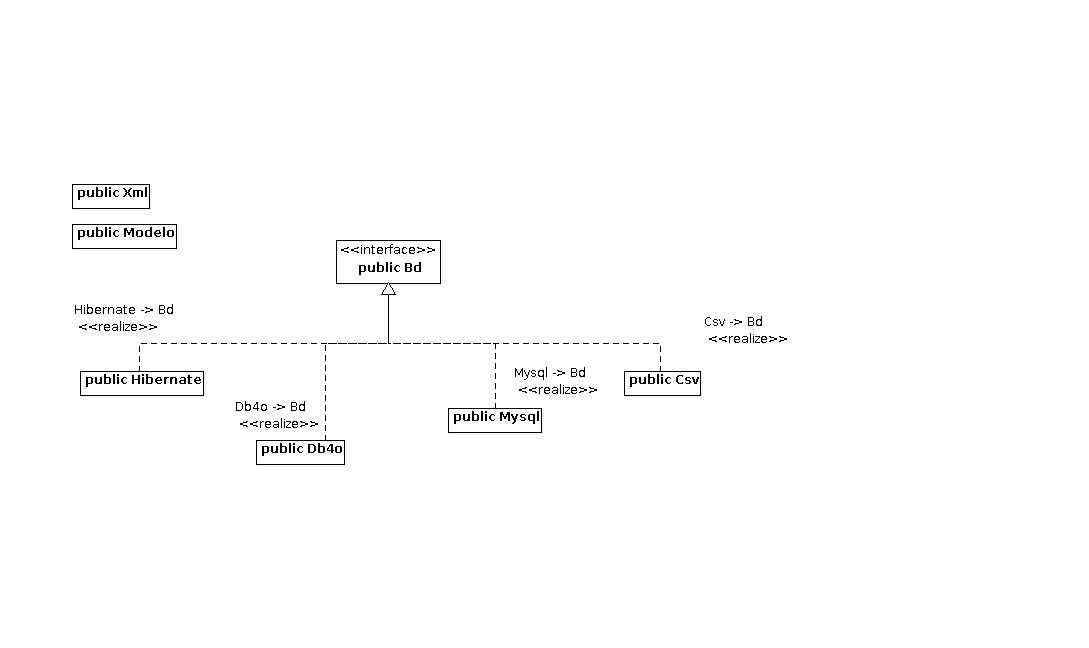 public Xml
public Modelo
<<interface>>
public Bd
Hibernate -> Bd
<<realize>>
Csv -> Bd
<<realize>>
public Hibernate
Mysql -> Bd
<<realize>>
public Csv
Db4o -> Bd
<<realize>>
public Mysql
public Db4o